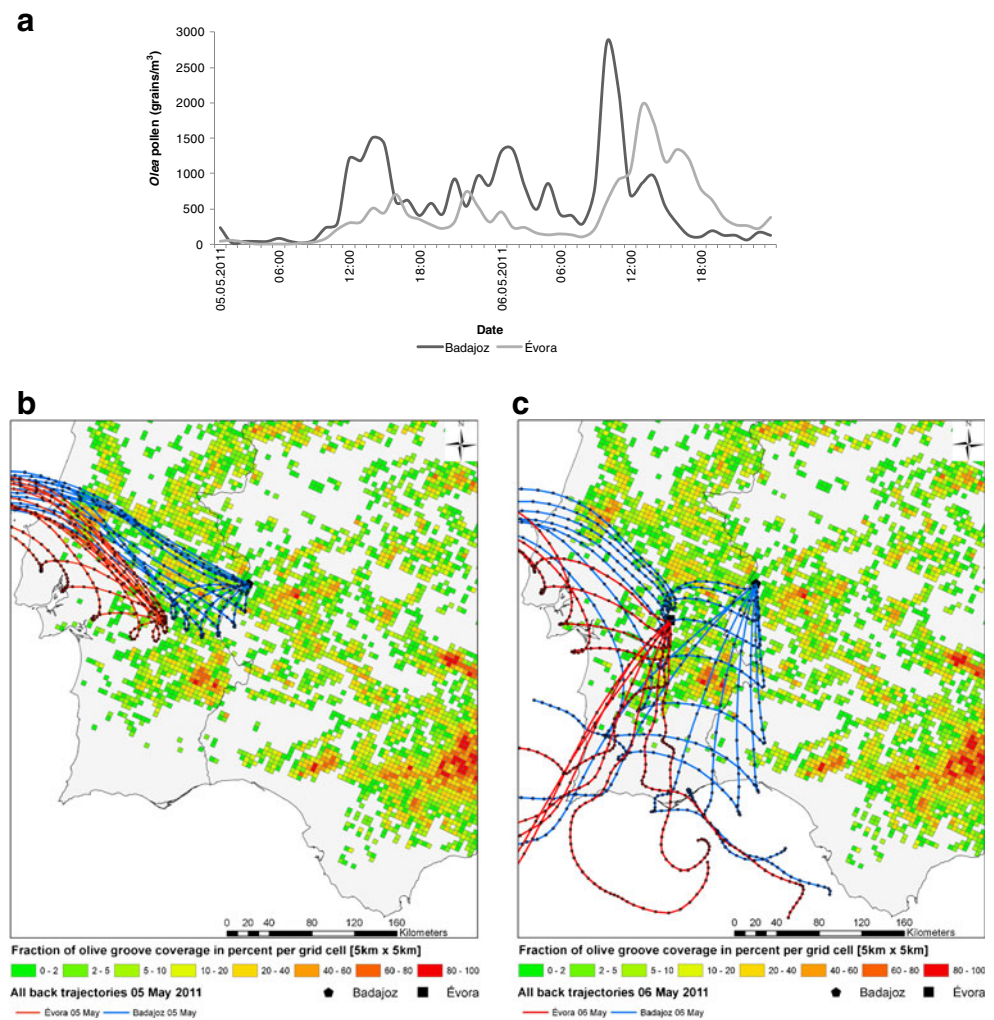 a
3000
2500
2000
1500
1000
500
0
Olea pollen (grains/m³)
05.05.2011
06:00
12:00
18:00
06.05.2011
06:00
12:00
18:00
Date
Badajoz Évora
b
0 20 40 80 120 160
Kilometers
Fraction of olive groove coverage in percent per grid cell [5km x 5km]
0 - 2 2 - 5 5 - 10 10 - 20 20 - 40 40 - 60 60 - 80 80 - 100
All back trajectories 05 May 2011 Badajoz Évora
Évora 05 May Badajoz 05 May
c
0 20 40 80 120 160
Kilometers
Fraction of olive groove coverage in percent per grid cell [5km x 5km]
0 - 2 2 - 5 5 - 10 10 - 20 20 - 40 40 - 60 60 - 80 80 - 100
All back trajectories 06 May 2011 Badajoz Évora
Évora 06 May Badajoz 06 May